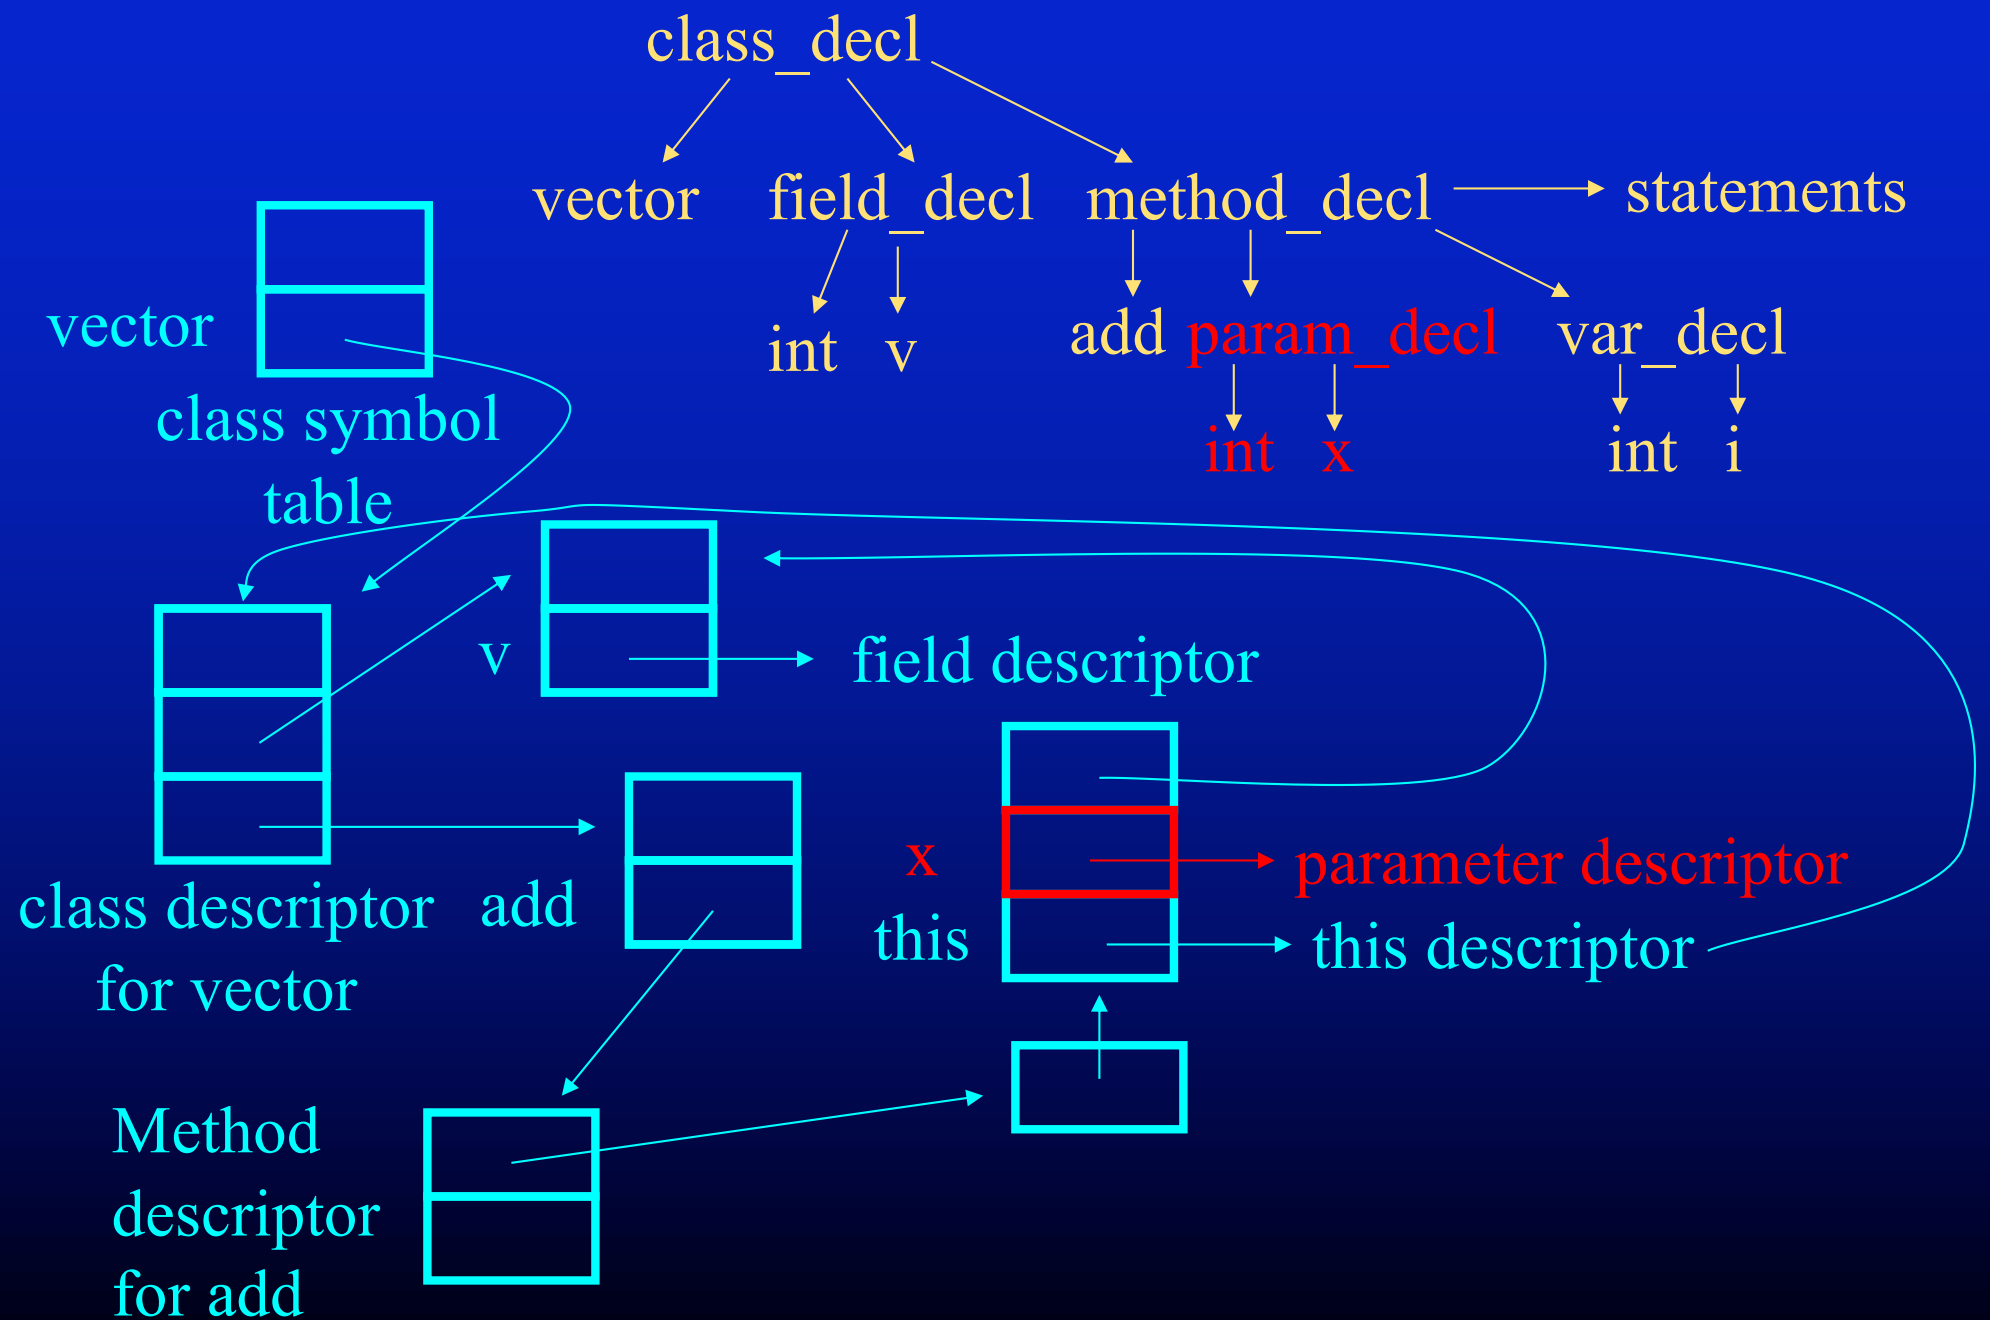 class_decl
vector field_decl method_decl statements
vector
int v
add param_decl var_decl
int x int i
class symbol
table
v
field descriptor
x
parameter descriptor
class descriptor
for vector
add
this
this descriptor
Method
descriptor
for add